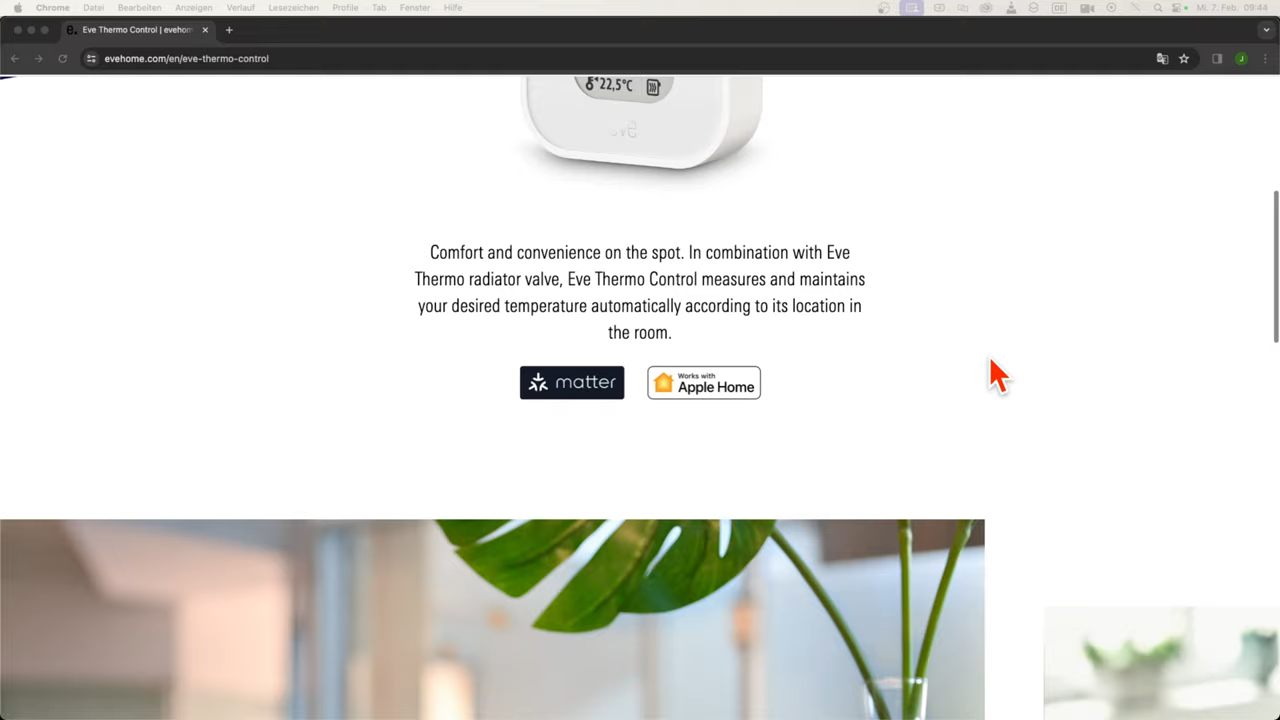 Chrome Datei Bearbeiten Anzeigen Verlauf Lesezeichen Profile Tab Fenster Hilfe DE Mi. 7. Feb. 09:44
Eve Thermo Control | evehom
evehome.com/en/eve-thermo-control J
22,5°C
eve
Comfort and convenience on the spot. In combination with Eve
Thermo radiator valve, Eve Thermo Control measures and maintains
your desired temperature automatically according to its location in
the room.
matter
Works with
Apple Home